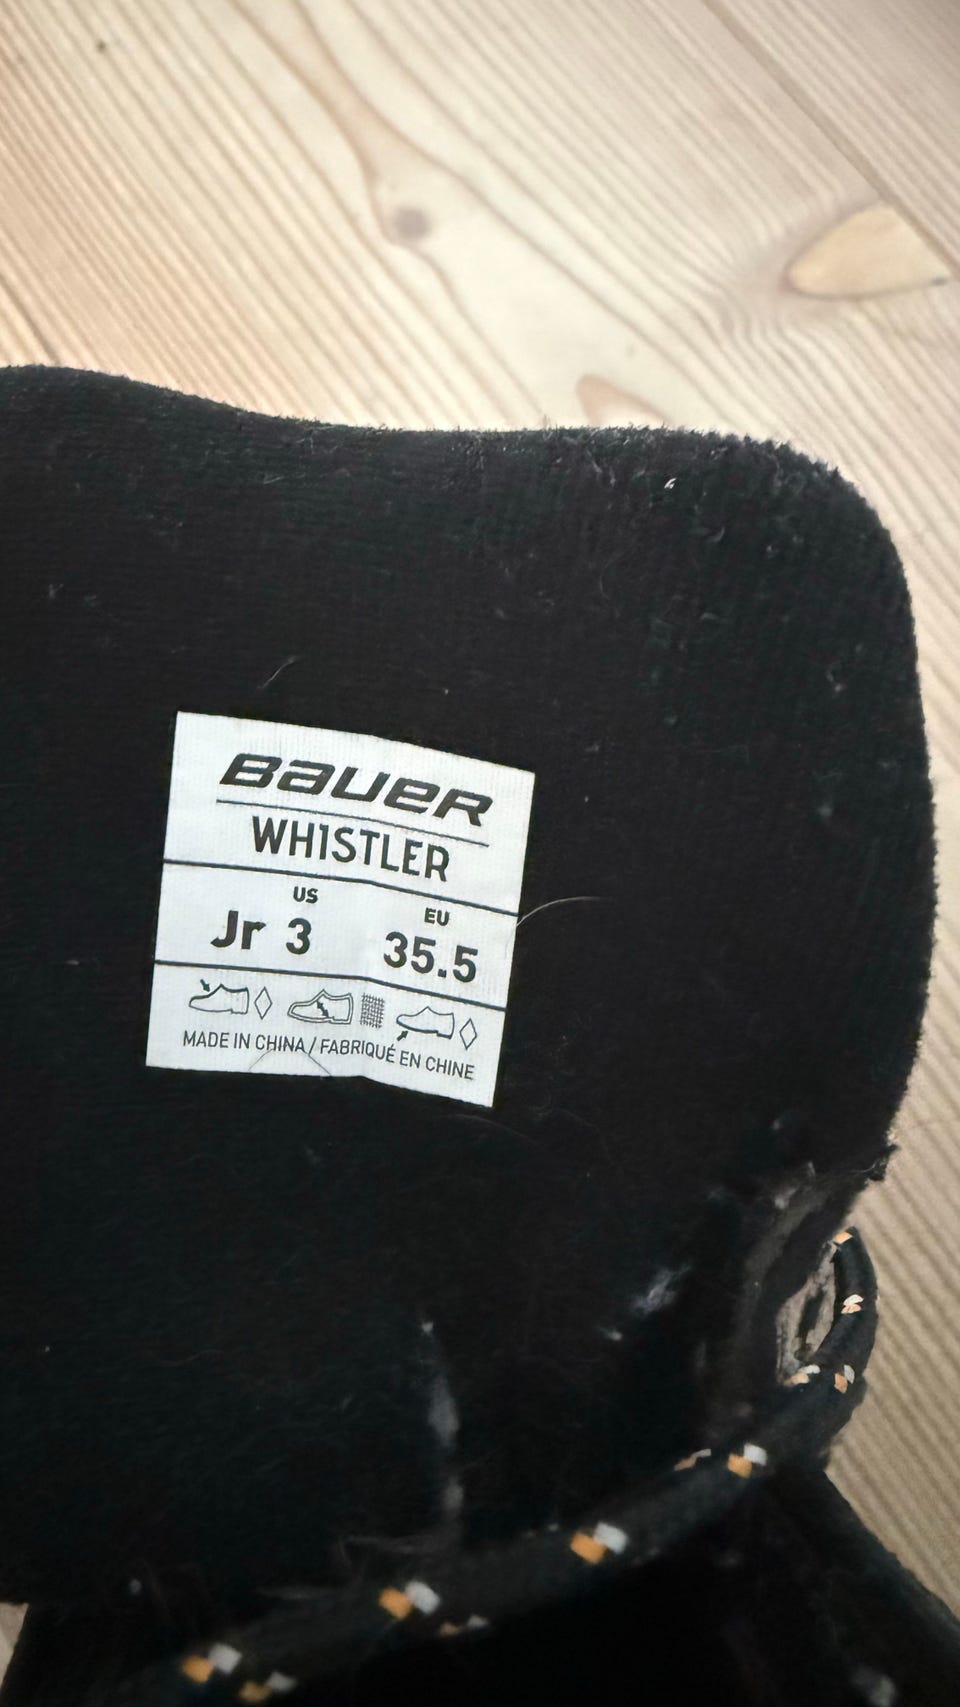 BAUER
WHISTLER
US EU
Jr 3 35.5
MADE IN CHINA / FABRIQUÉ EN CHINE